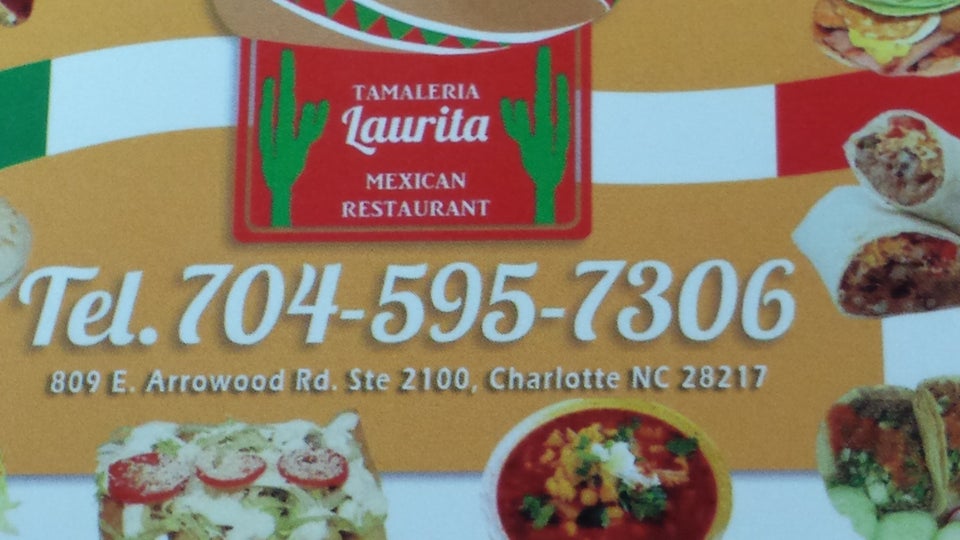 TAMALERIA
Laurita
MEXICAN
RESTAURANT
Tel. 704-595-7306
809 E. Arrowood Rd. Ste 2100, Charlotte NC 28217